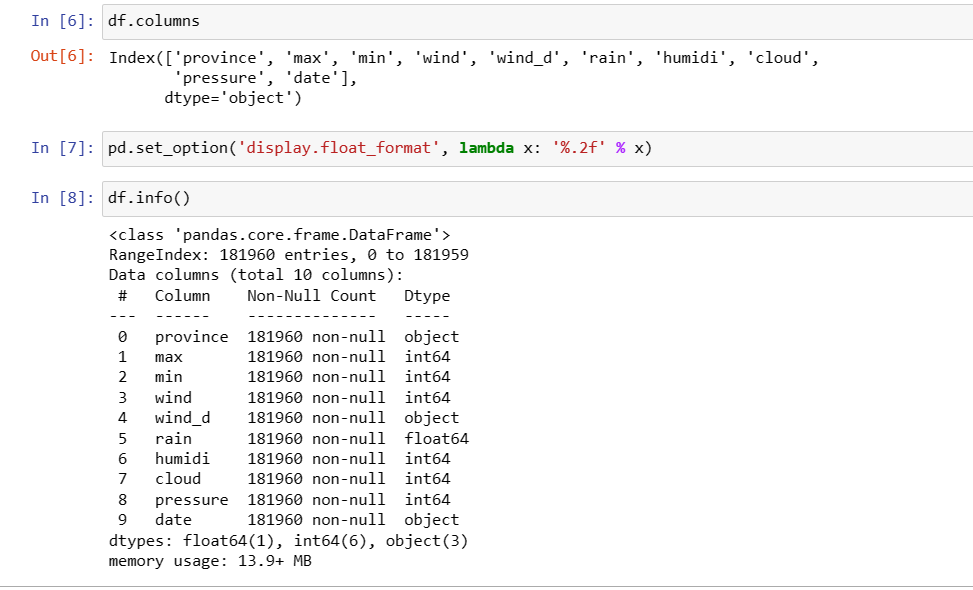 In [6]: df.columns
Out[6]: Index(['province', 'max', 'min', 'wind', 'wind_d', 'rain', 'humidi', 'cloud',
       'pressure', 'date'],
      dtype='object')
In [7]: pd.set_option('display.float_format', lambda x: '%.2f' % x)
In [8]: df.info()
<class 'pandas.core.frame.DataFrame'>
RangeIndex: 181960 entries, 0 to 181959
Data columns (total 10 columns):
 #   Column    Non-Null Count   Dtype
---  ------    --------------   -----
 0   province  181960 non-null  object
 1   max       181960 non-null  int64
 2   min       181960 non-null  int64
 3   wind      181960 non-null  int64
 4   wind_d    181960 non-null  object
 5   rain      181960 non-null  float64
 6   humidi    181960 non-null  int64
 7   cloud     181960 non-null  int64
 8   pressure  181960 non-null  int64
 9   date      181960 non-null  object
dtypes: float64(1), int64(6), object(3)
memory usage: 13.9+ MB